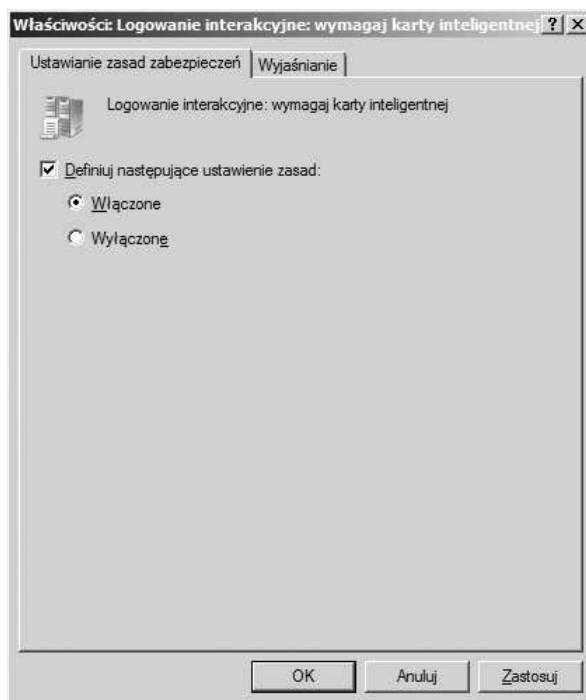 Właściwości: Logowanie interakcyjne: wymagaj karty inteligentnej ? X
Ustawianie zasad zabezpieczeń Wyjaśnianie
Logowanie interakcyjne: wymagaj karty inteligentnej
Definiuj następujące ustawienie zasad:
Włączone
Wyłączone
OK Anuluj Zastosuj